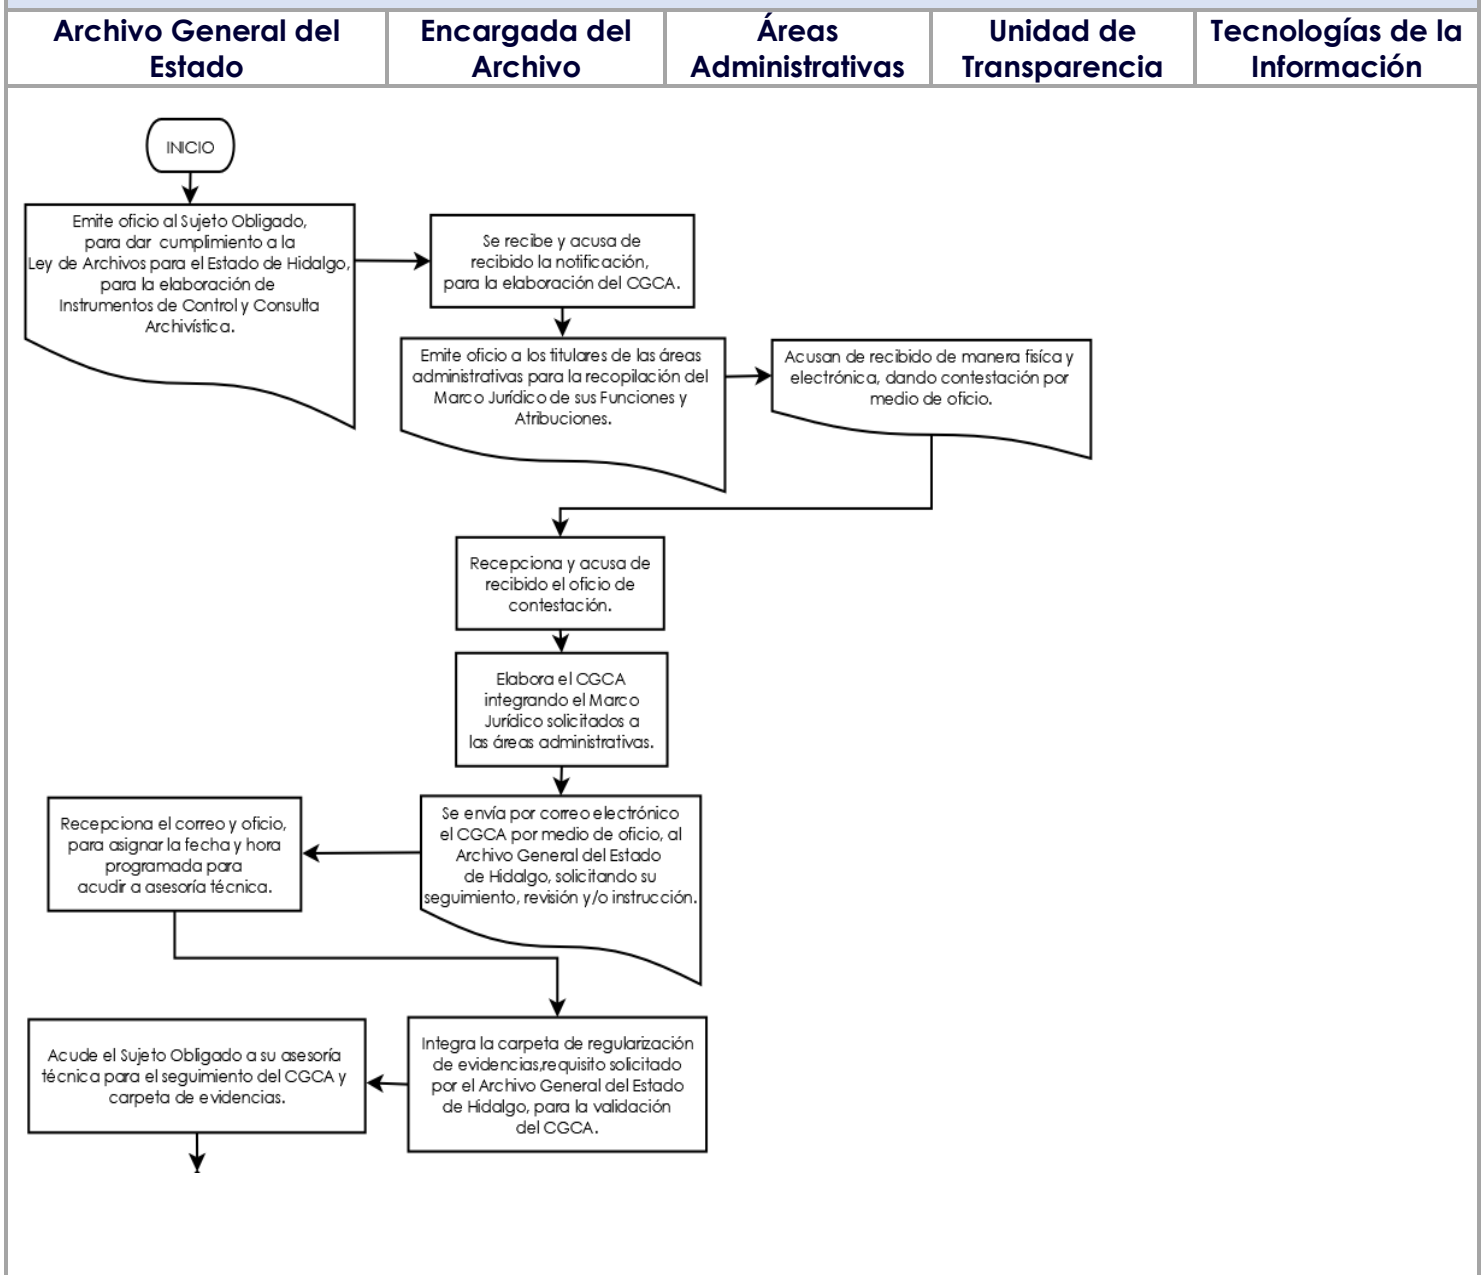 Archivo General del
Estado
Encargada del
Archivo
Áreas
Administrativas
Unidad de
Transparencia
Tecnologías de la
Información
INICIO
Emite oficio al Sujeto Obligado,
para dar cumplimiento a la
Ley de Archivos para el Estado de Hidalgo,
para la elaboración de
Instrumentos de Control y Consulta
Archivística.
Se recibe y acusa de
recibido la notificación,
para la elaboración del CGCA.
Emite oficio a los titulares de las áreas
administrativas para la recopilación del
Marco Jurídico de sus Funciones y
Atribuciones.
Acusan de recibido de manera fisíca y
electrónica, dando contestación por
medio de oficio.
Recepciona y acusa de
recibido el oficio de
contestación.
Elabora el CGCA
integrando el Marco
Jurídico solicitados a
las áreas administrativas.
Se envía por correo electrónico
el CGCA por medio de oficio, al
Archivo General del Estado
de Hidalgo, solicitando su
seguimiento, revisión y/o instrucción.
Recepciona el correo y oficio,
para asignar la fecha y hora
programada para
acudir a asesoría técnica.
Integra la carpeta de regularización
de evidencias,requisito solicitado
por el Archivo General del Estado
de Hidalgo, para la validación
del CGCA.
Acude el Sujeto Obligado a su asesoría
técnica para el seguimiento del CGCA y
carpeta de evidencias.